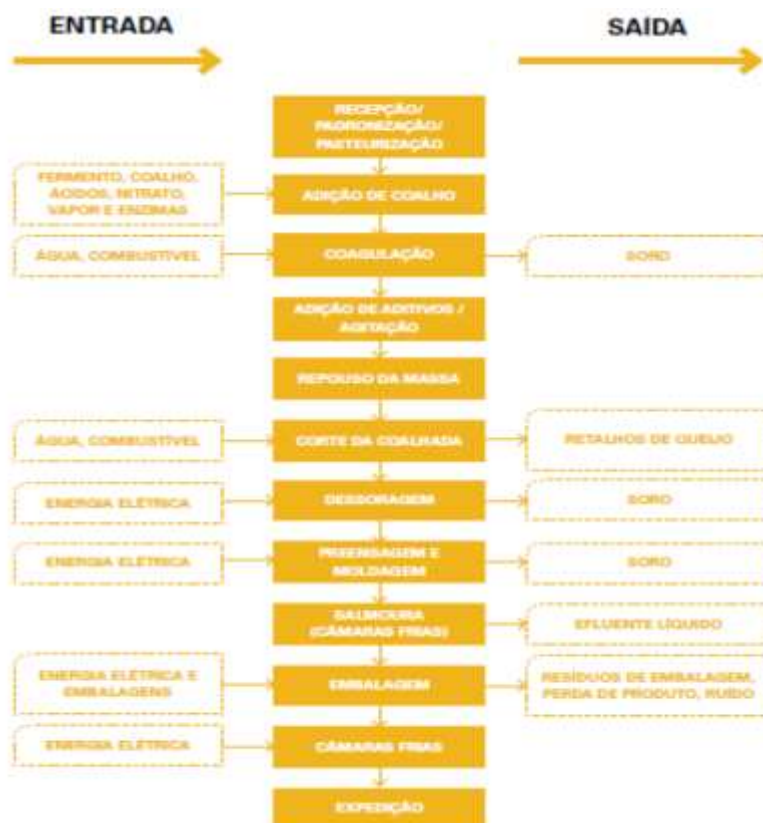 ENTRADA
SAÍDA
RECEPÇÃO/
PADRONIZAÇÃO/
PASTEURIZAÇÃO
FERMENTO, COALHO,
ÁCIDOS, NITRATO,
VAPOR E ENZIMAS
ADIÇÃO DE COALHO
ÁGUA, COMBUSTÍVEL
COAGULAÇÃO
SORO
ADIÇÃO DE ADITIVOS /
AGITAÇÃO
REPOUSO DA MASSA
ÁGUA, COMBUSTÍVEL
CORTE DA COALHADA
RETALHOS DE QUEIJO
ENERGIA ELÉTRICA
DESSORAGEM
SORO
ENERGIA ELÉTRICA
PREENSAGEM E
MOLDAGEM
SORO
SALMOURA
(CÂMARAS FRIAS)
EFLUENTE LÍQUIDO
ENERGIA ELÉTRICA E
EMBALAGENS
EMBALAGEM
RESÍDUOS DE EMBALAGEM,
PERDA DE PRODUTO, RUÍDO
ENERGIA ELÉTRICA
CÂMARAS FRIAS
EXPEDIÇÃO